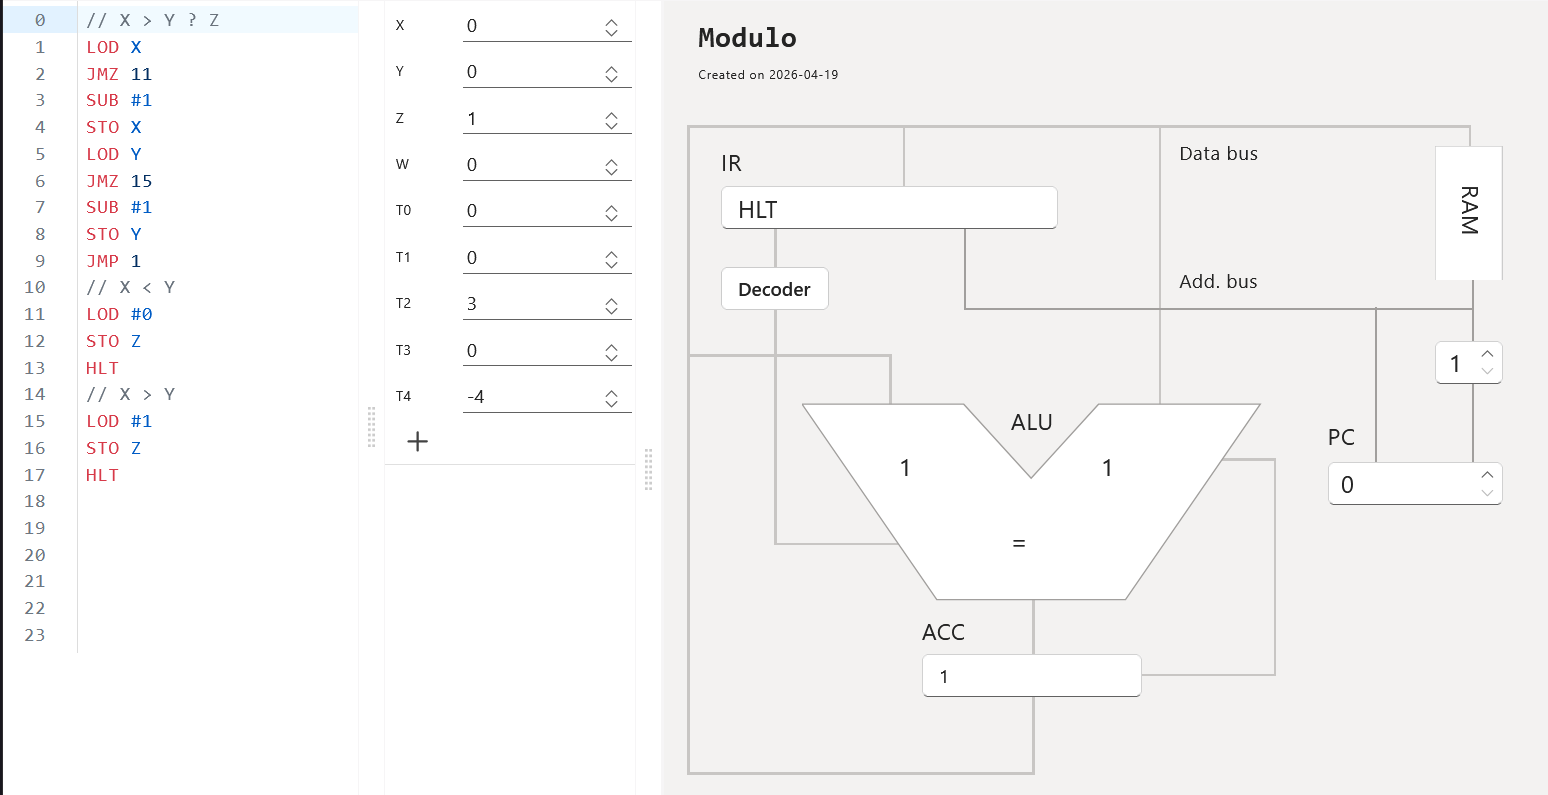 0 // X > Y ? Z
1 LOD X
2 JMZ 11
3 SUB #1
4 STO X
5 LOD Y
6 JMZ 15
7 SUB #1
8 STO Y
9 JMP 1
10 // X < Y
11 LOD #0
12 STO Z
13 HLT
14 // X > Y
15 LOD #1
16 STO Z
17 HLT
18
19
20
21
22
23
X 0
Y 0
Z 1
W 0
T0 0
T1 0
T2 3
T3 0
T4 -4
+
Modulo
Created on 2026-04-19
Data bus
IR
HLT
RAM
Add. bus
Decoder
1
ALU
PC
1 1
0
=
ACC
1